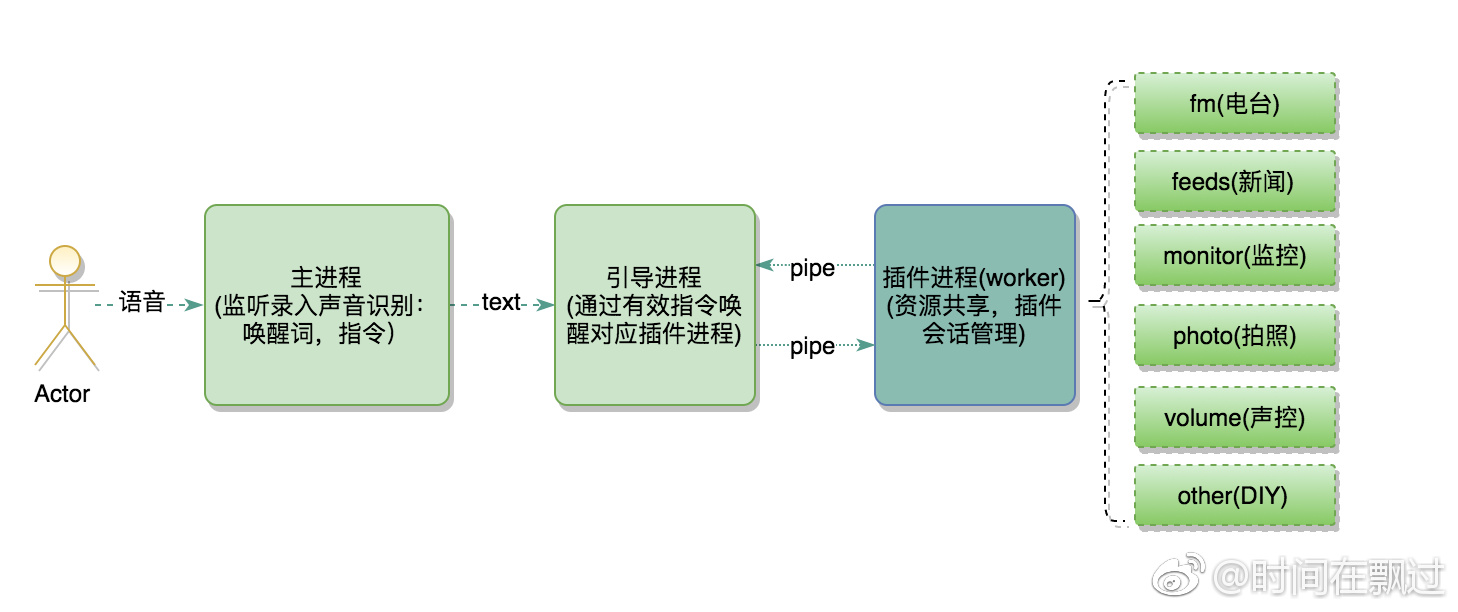 Actor
语音
主进程
(监听录入声音识别：
唤醒词，指令）
text
引导进程
(通过有效指令唤
醒对应插件进程)
pipe
pipe
插件进程(worker)
(资源共享，插件
会话管理)
fm(电台)
feeds(新闻)
monitor(监控)
photo(拍照)
volume(声控)
other(DIY)
@时间在飘过